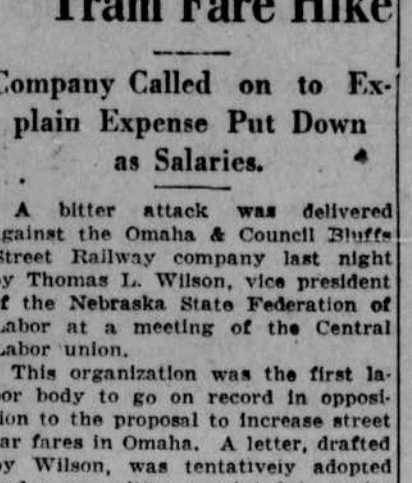 Tram Fare Hike
Company Called on to Ex-
plain Expense Put Down
as Salaries.
A bitter attack was delivered
against the Omaha & Council Bluffs
Street Railway company last night
by Thomas L. Wilson, vice president
of the Nebraska State Federation of
Labor at a meeting of the Central
Labor union.
This organization was the first la-
bor body to go on record in opposi-
tion to the proposal to increase street
car fares in Omaha. A letter, drafted
by Wilson, was tentatively adopted